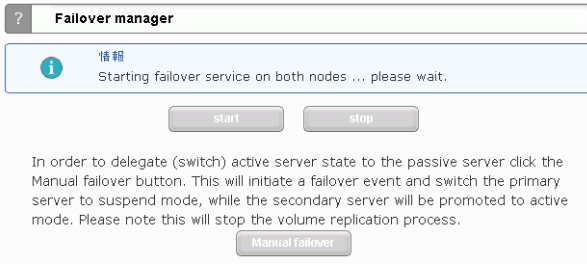 ?
Failover manager
情報
i
Starting failover service on both nodes ... please wait.
start
stop
In order to delegate (switch) active server state to the passive server click the
Manual failover button. This will initiate a failover event and switch the primary
server to suspend mode, while the secondary server will be promoted to active
mode. Please note this will stop the volume replication process.
Manual failover